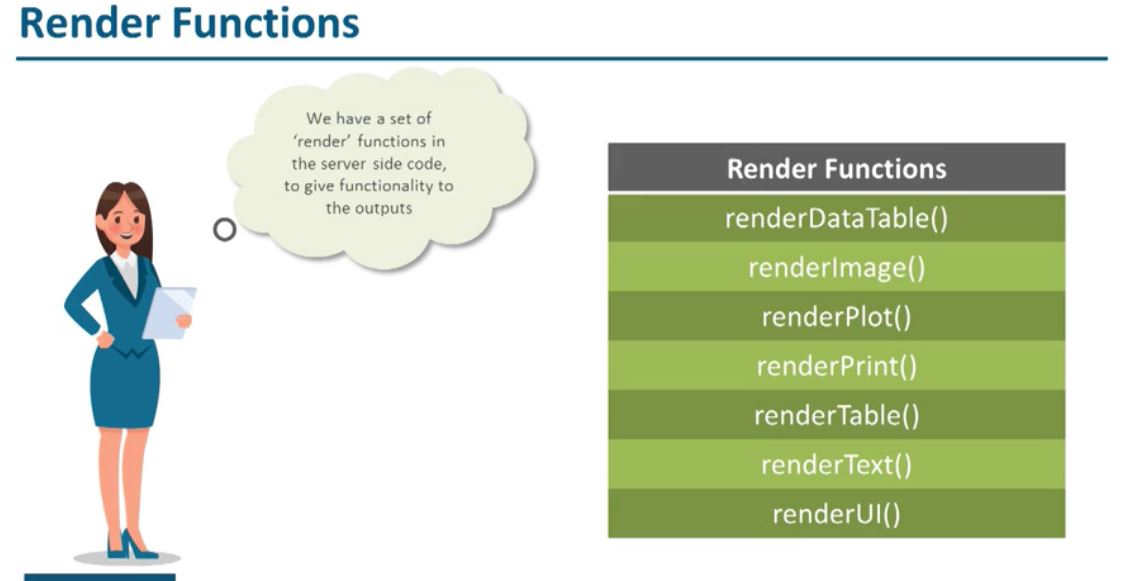 Render Functions
We have a set of
‘render’ functions in
the server side code,
to give functionality to
the outputs
Render Functions
renderDataTable()
renderImage()
renderPlot()
renderPrint()
renderTable()
renderText()
renderUI()